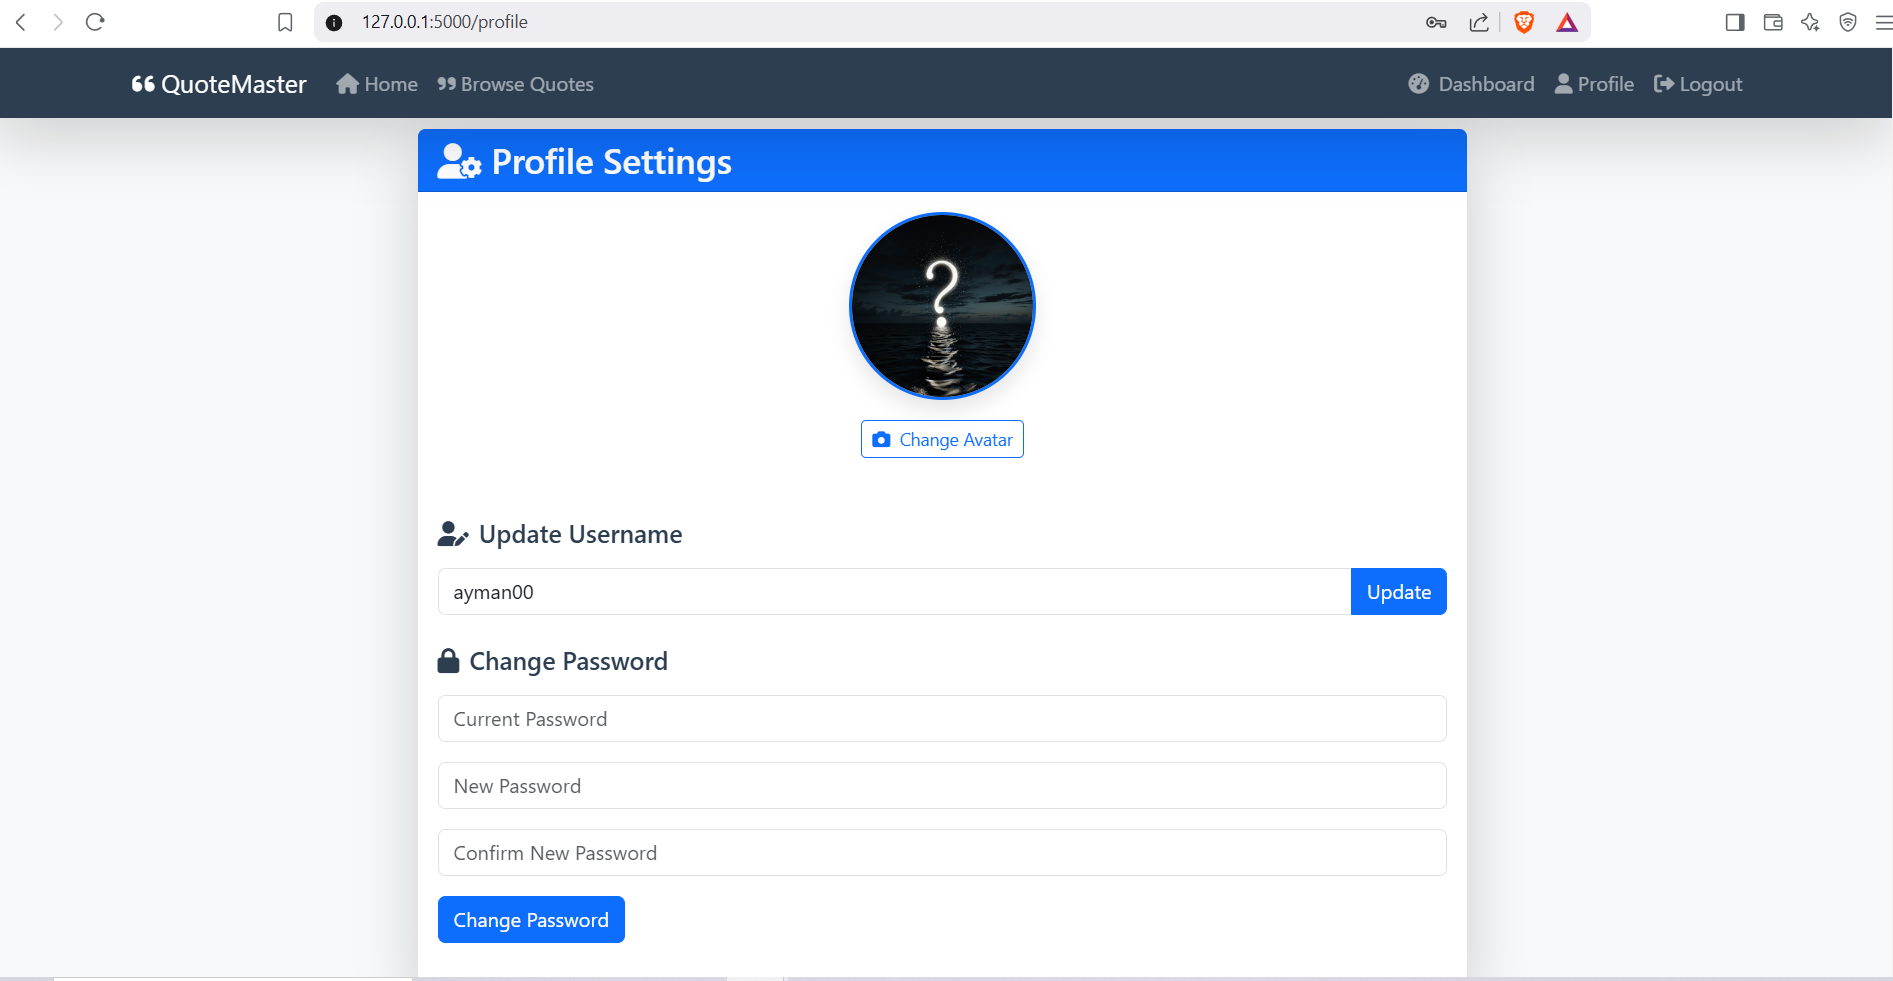 127.0.0.1:5000/profile
QuoteMaster Home Browse Quotes Dashboard Profile Logout
Profile Settings
?
Change Avatar
Update Username
ayman00 Update
Change Password
Current Password
New Password
Confirm New Password
Change Password